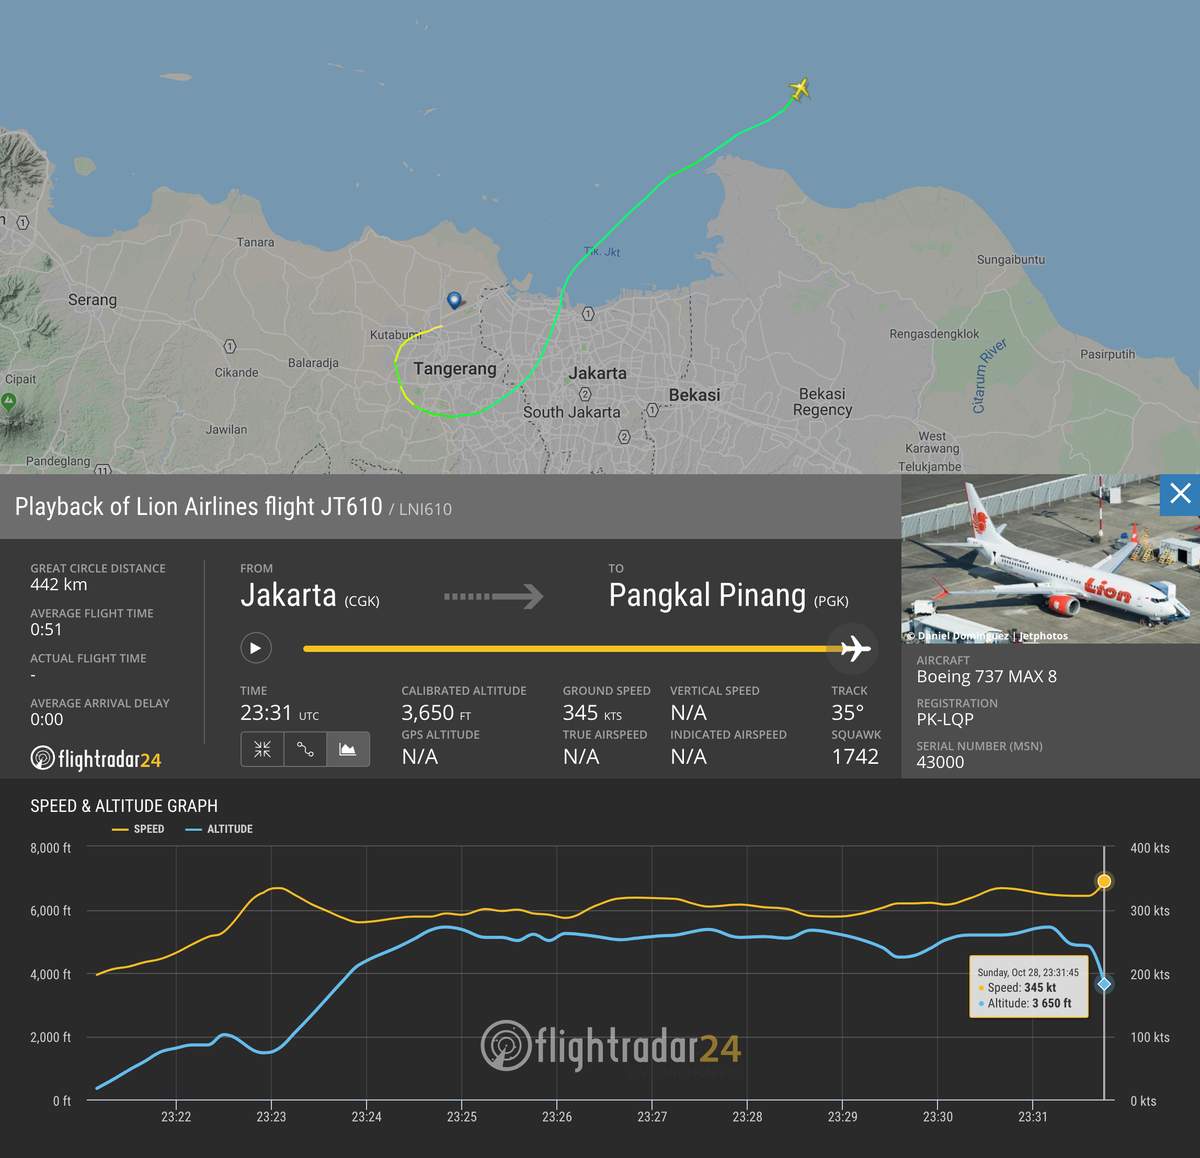 Tanara
Tlk. Jkt
Sungaibuntu
Serang
1
1
1
Kutabumi
Rengasdengklok
Citarum River
Balaradja
Pasirputih
Cipait
Cikande
Tangerang
Jakarta
Bekasi
Bekasi
Regency
2
1
South Jakarta
Jawilan
2
West
Karawang
Pandeglang
11
Telukjambe
Playback of Lion Airlines flight JT610 / LNI610
Lion
© Daniel Dominguez | Jetphotos
GREAT CIRCLE DISTANCE
442 km
AVERAGE FLIGHT TIME
0:51
ACTUAL FLIGHT TIME
-
AVERAGE ARRIVAL DELAY
0:00
flightradar24
FROM
Jakarta (CGK)
TO
Pangkal Pinang (PGK)
TIME
23:31 UTC
CALIBRATED ALTITUDE
3,650 FT
GPS ALTITUDE
N/A
GROUND SPEED
345 KTS
TRUE AIRSPEED
N/A
VERTICAL SPEED
N/A
INDICATED AIRSPEED
N/A
TRACK
35°
SQUAWK
1742
AIRCRAFT
Boeing 737 MAX 8
REGISTRATION
PK-LQP
SERIAL NUMBER (MSN)
43000
SPEED & ALTITUDE GRAPH
SPEED ALTITUDE
8,000 ft
6,000 ft
4,000 ft
2,000 ft
0 ft
400 kts
300 kts
200 kts
100 kts
0 kts
Sunday, Oct 28, 23:31:45
Speed: 345 kt
Altitude: 3 650 ft
flightradar24
23:22 23:23 23:24 23:25 23:26 23:27 23:28 23:29 23:30 23:31